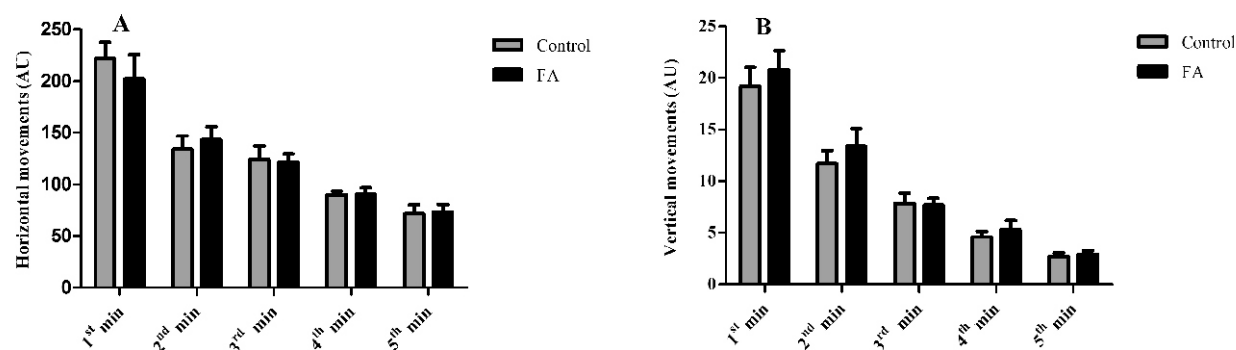 A
Horizontal movements (AU)
250
200
150
100
50
0
1st min
2nd min
3rd min
4th min
5th min
Control
FA
B
Vertical movements (AU)
25
20
15
10
5
0
1st min
2nd min
3rd min
4th min
5th min
Control
FA